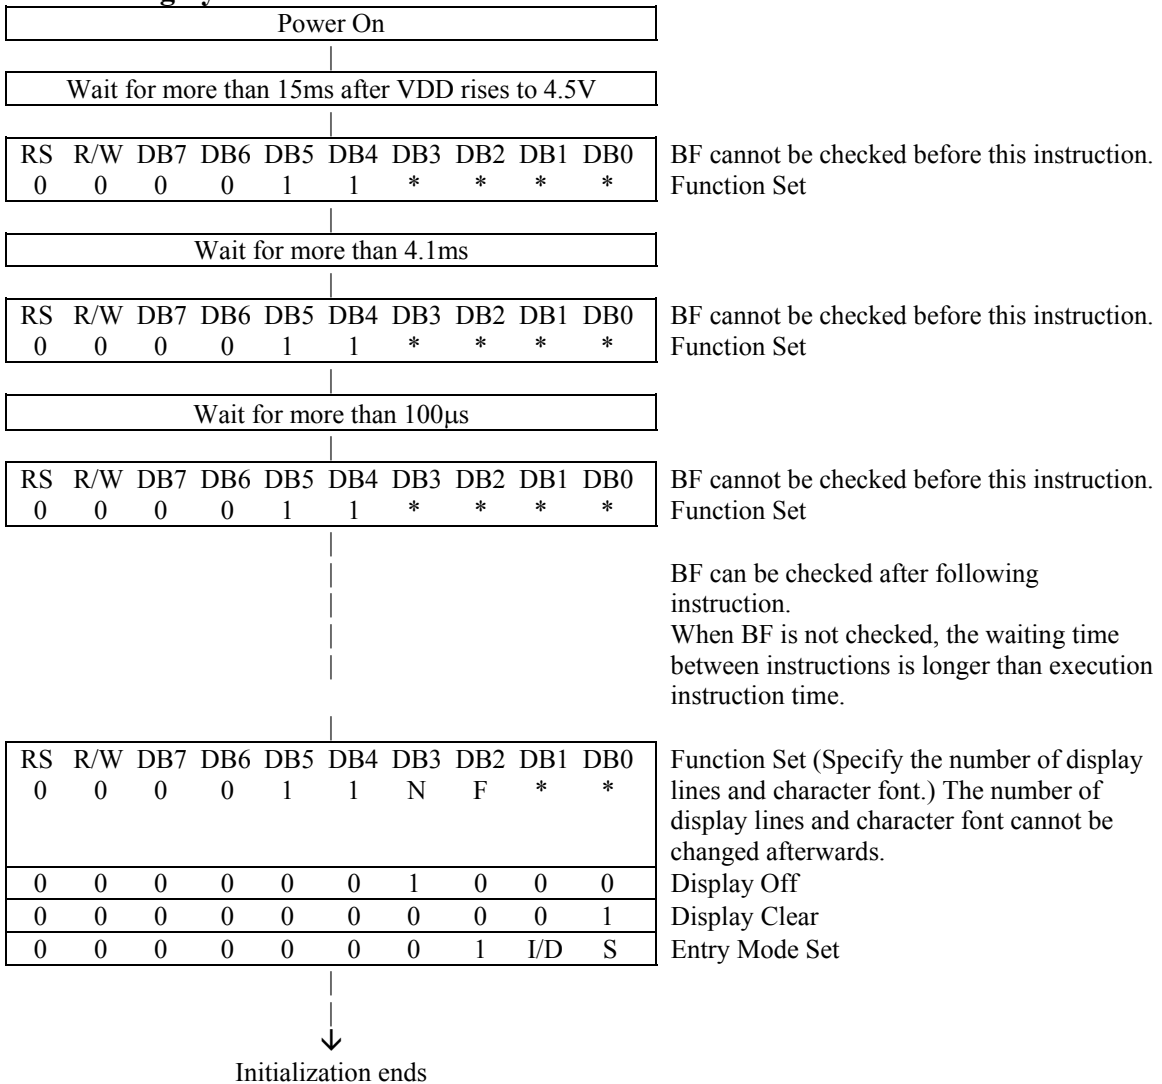 Power On
Wait for more than 15ms after VDD rises to 4.5V
RS R/W DB7 DB6 DB5 DB4 DB3 DB2 DB1 DB0 BF cannot be checked before this instruction.
0 0 0 0 1 1 * * * * Function Set
Wait for more than 4.1ms
RS R/W DB7 DB6 DB5 DB4 DB3 DB2 DB1 DB0 BF cannot be checked before this instruction.
0 0 0 0 1 1 * * * * Function Set
Wait for more than 100μs
RS R/W DB7 DB6 DB5 DB4 DB3 DB2 DB1 DB0 BF cannot be checked before this instruction.
0 0 0 0 1 1 * * * * Function Set
BF can be checked after following
instruction.
When BF is not checked, the waiting time
between instructions is longer than execution
instruction time.
RS R/W DB7 DB6 DB5 DB4 DB3 DB2 DB1 DB0 Function Set (Specify the number of display
0 0 0 0 1 1 N F * * lines and character font.) The number of
display lines and character font cannot be
changed afterwards.
0 0 0 0 0 0 1 0 0 0 Display Off
0 0 0 0 0 0 0 0 0 1 Display Clear
0 0 0 0 0 0 0 1 I/D S Entry Mode Set
Initialization ends